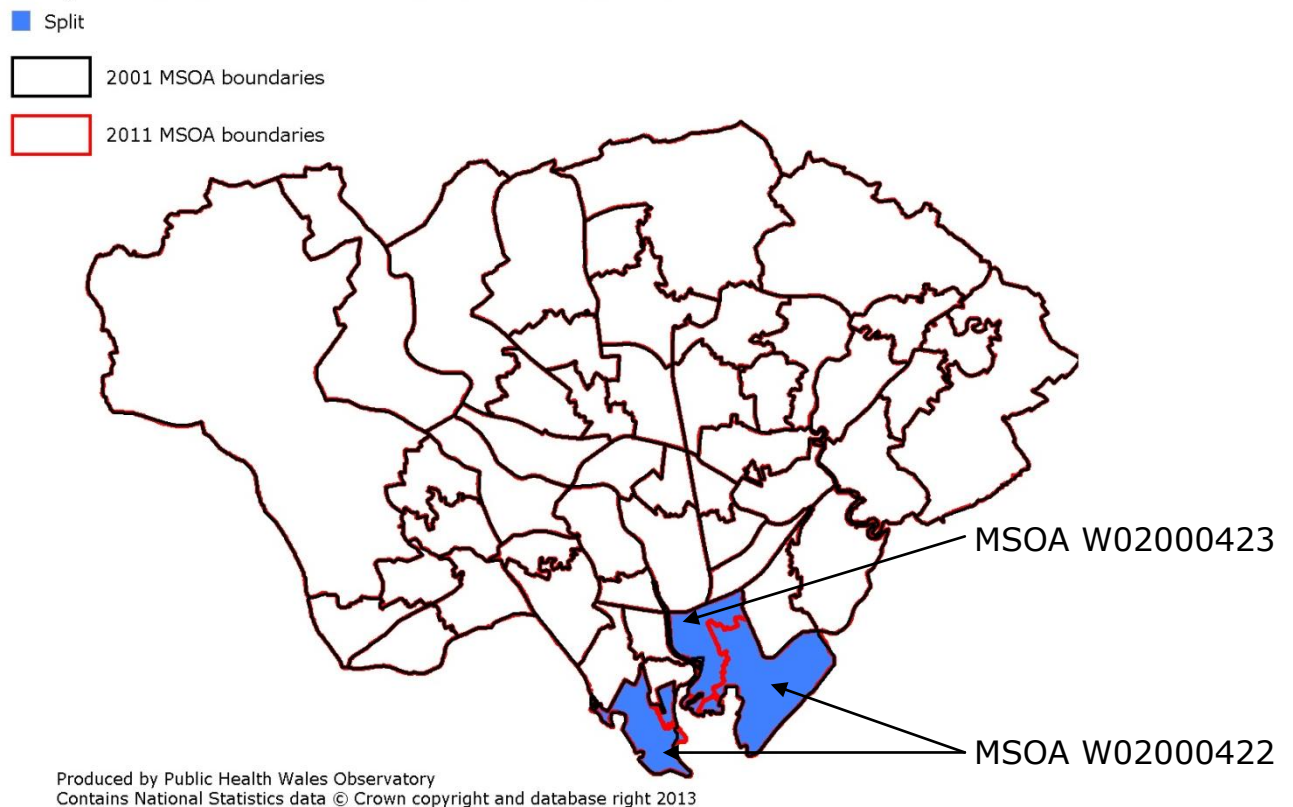 Split
2001 MSOA boundaries
2011 MSOA boundaries
MSOA W02000423
MSOA W02000422
Produced by Public Health Wales Observatory
Contains National Statistics data © Crown copyright and database right 2013